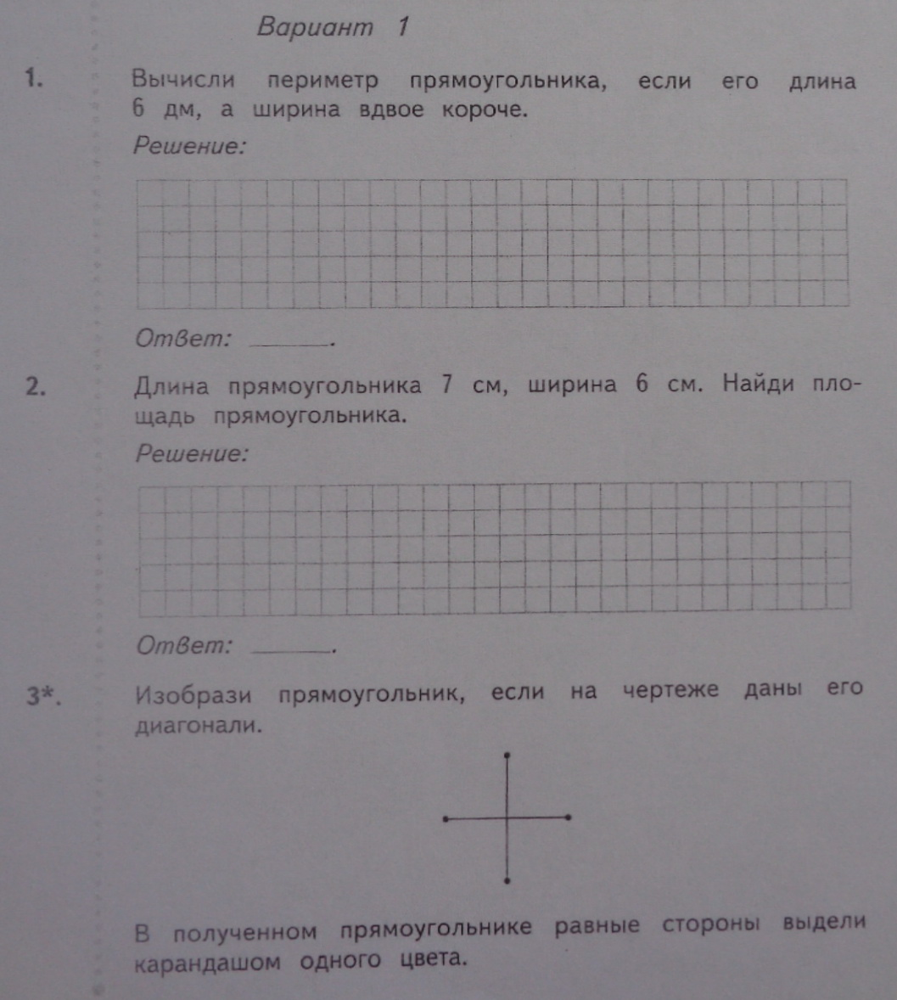 Вариант 1
1. Вычисли периметр прямоугольника, если его длина
6 дм, а ширина вдвое короче.
Решение:
Ответ: ______.
2. Длина прямоугольника 7 см, ширина 6 см. Найди пло-
щадь прямоугольника.
Решение:
Ответ: ______.
3*. Изобрази прямоугольник, если на чертеже даны его
диагонали.
В полученном прямоугольнике равные стороны выдели
карандашом одного цвета.